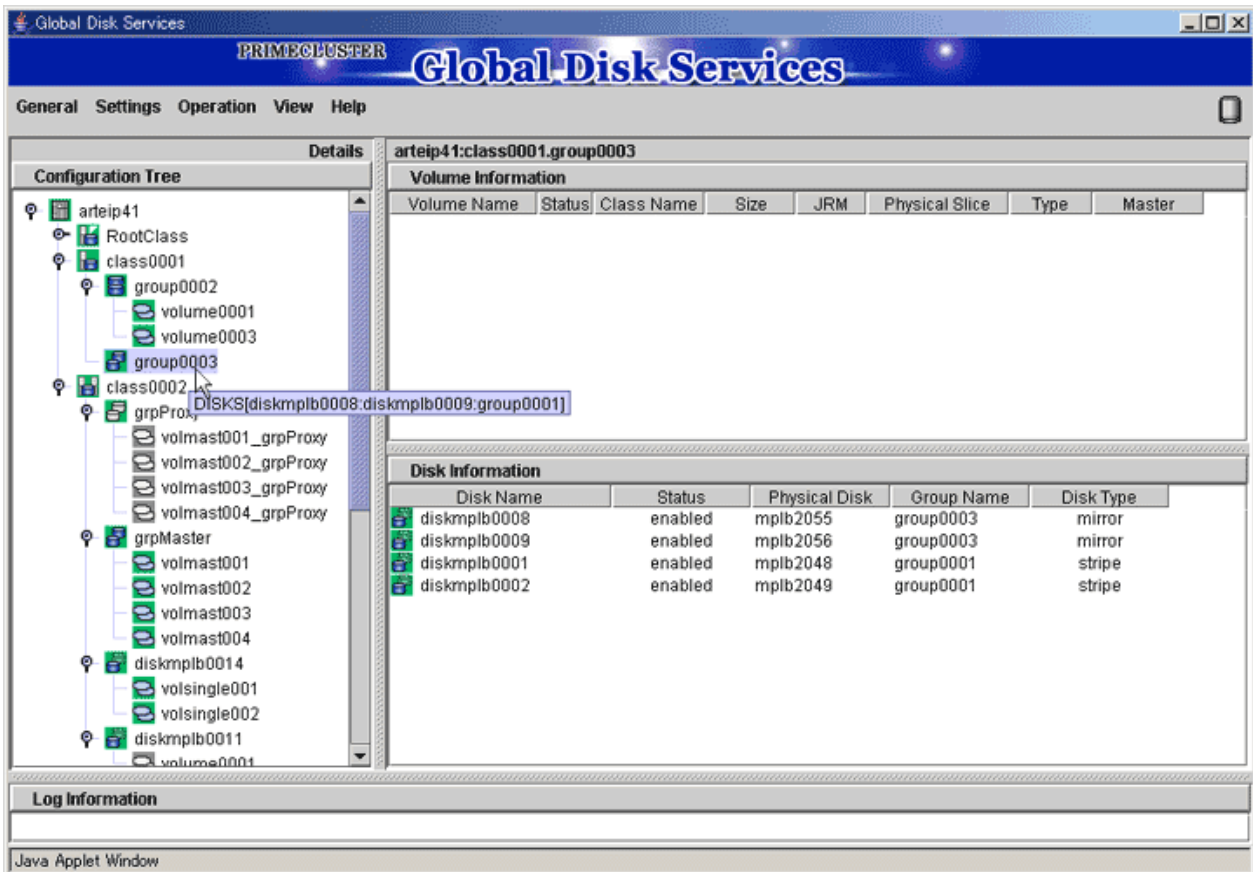 Global Disk Services
PRIMECLUSTER Global Disk Services
General Settings Operation View Help
Details
Configuration Tree
arteip41
RootClass
class0001
group0002
volume0001
volume0003
group0003
class0002
DISKS[diskmplb0008:diskmplb0009:group0001]
grpProxy
volmast001_grpProxy
volmast002_grpProxy
volmast003_grpProxy
volmast004_grpProxy
grpMaster
volmast001
volmast002
volmast003
volmast004
diskmplb0014
volsingle001
volsingle002
diskmplb0011
volume0001
arteip41:class0001.group0003
Volume Information
Volume Name Status Class Name Size JRM Physical Slice Type Master
Disk Information
Disk Name Status Physical Disk Group Name Disk Type
diskmplb0008 enabled mplb2055 group0003 mirror
diskmplb0009 enabled mplb2056 group0003 mirror
diskmplb0001 enabled mplb2048 group0001 stripe
diskmplb0002 enabled mplb2049 group0001 stripe
Log Information
Java Applet Window